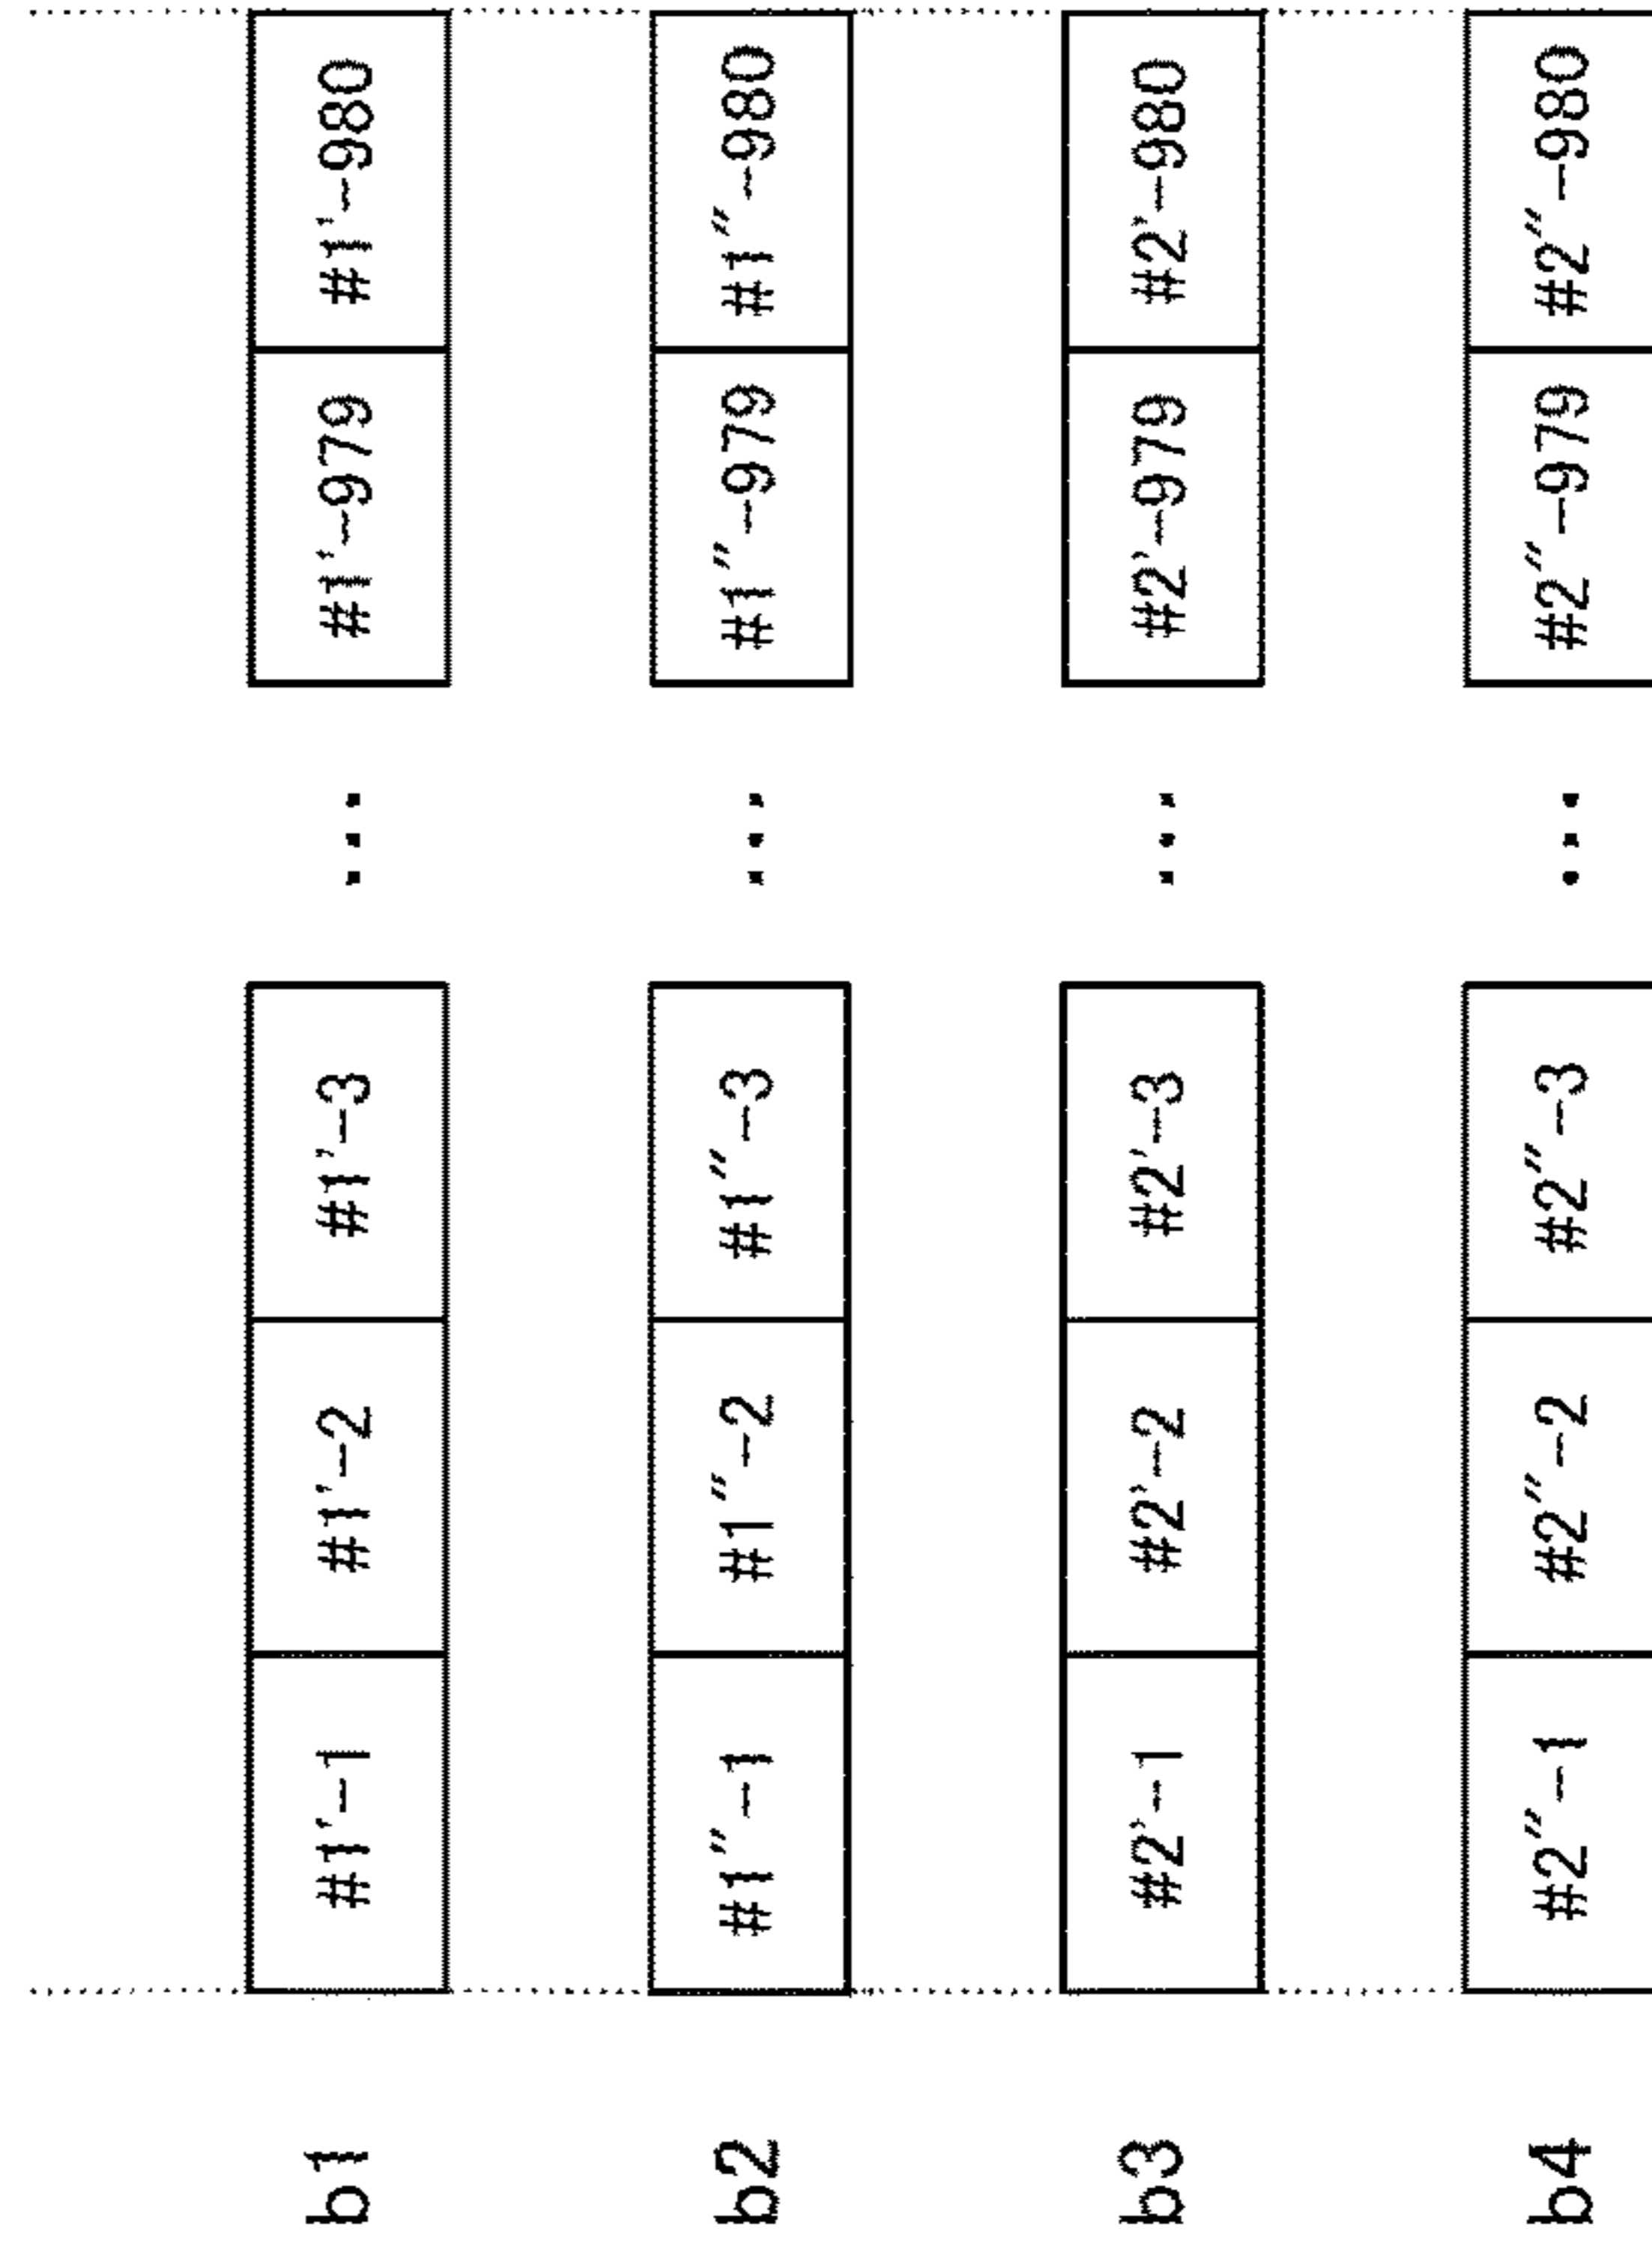 b1 #1'-1 #1'-2 #1'-3 ... #1'-979 #1'-980
b2 #1"-1 #1"-2 #1"-3 ... #1"-979 #1"-980
b3 #2'-1 #2'-2 #2'-3 ... #2'-979 #2'-980
b4 #2"-1 #2"-2 #2"-3 ... #2"-979 #2"-980